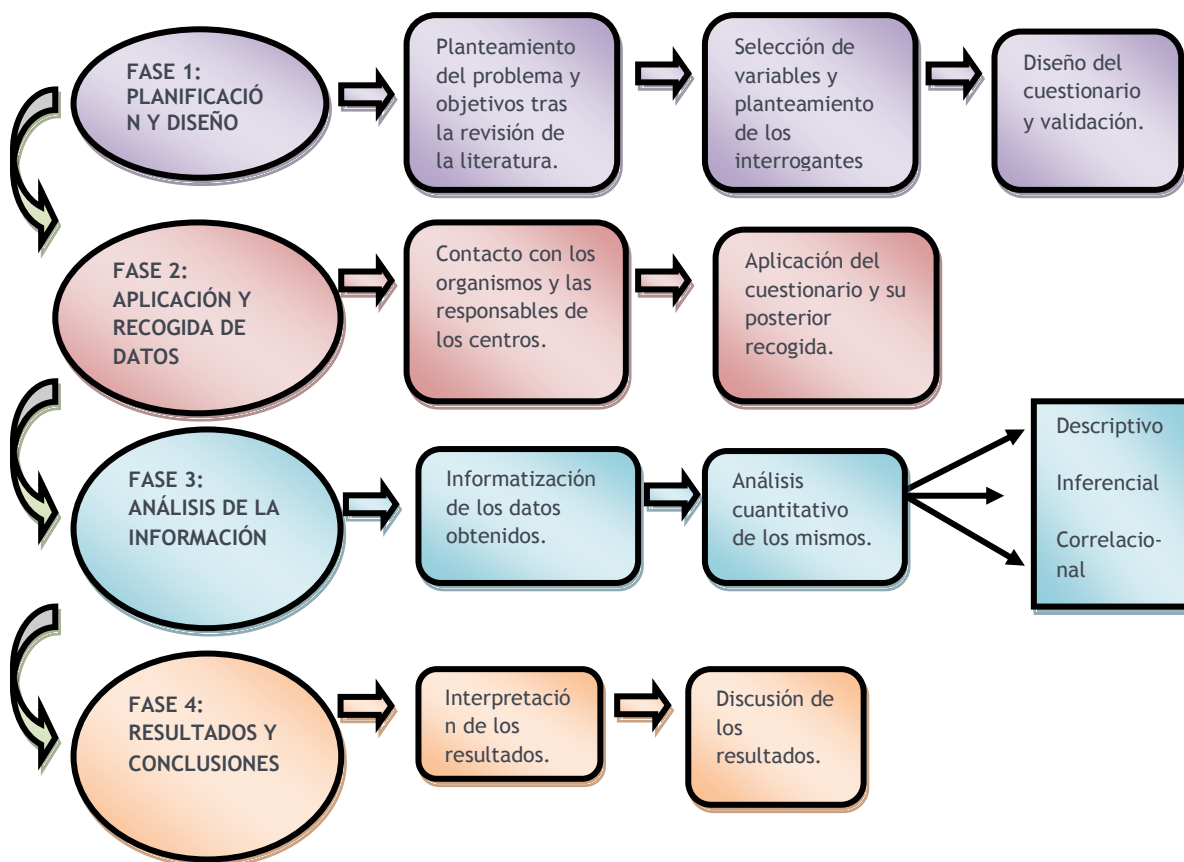 FASE 1:
PLANIFICACIÓ
N Y DISEÑO
Planteamiento
del problema y
objetivos tras
la revisión de
la literatura.
Selección de
variables y
planteamiento
de los
interrogantes
Diseño del
cuestionario
y validación.
FASE 2:
APLICACIÓN Y
RECOGIDA DE
DATOS
Contacto con los
organismos y las
responsables de
los centros.
Aplicación del
cuestionario y su
posterior
recogida.
FASE 3:
ANÁLISIS DE LA
INFORMACIÓN
Informatización
de los datos
obtenidos.
Análisis
cuantitativo
de los mismos.
Descriptivo
Inferencial
Correlacio-
nal
FASE 4:
RESULTADOS Y
CONCLUSIONES
Interpretació
n de los
resultados.
Discusión de
los
resultados.